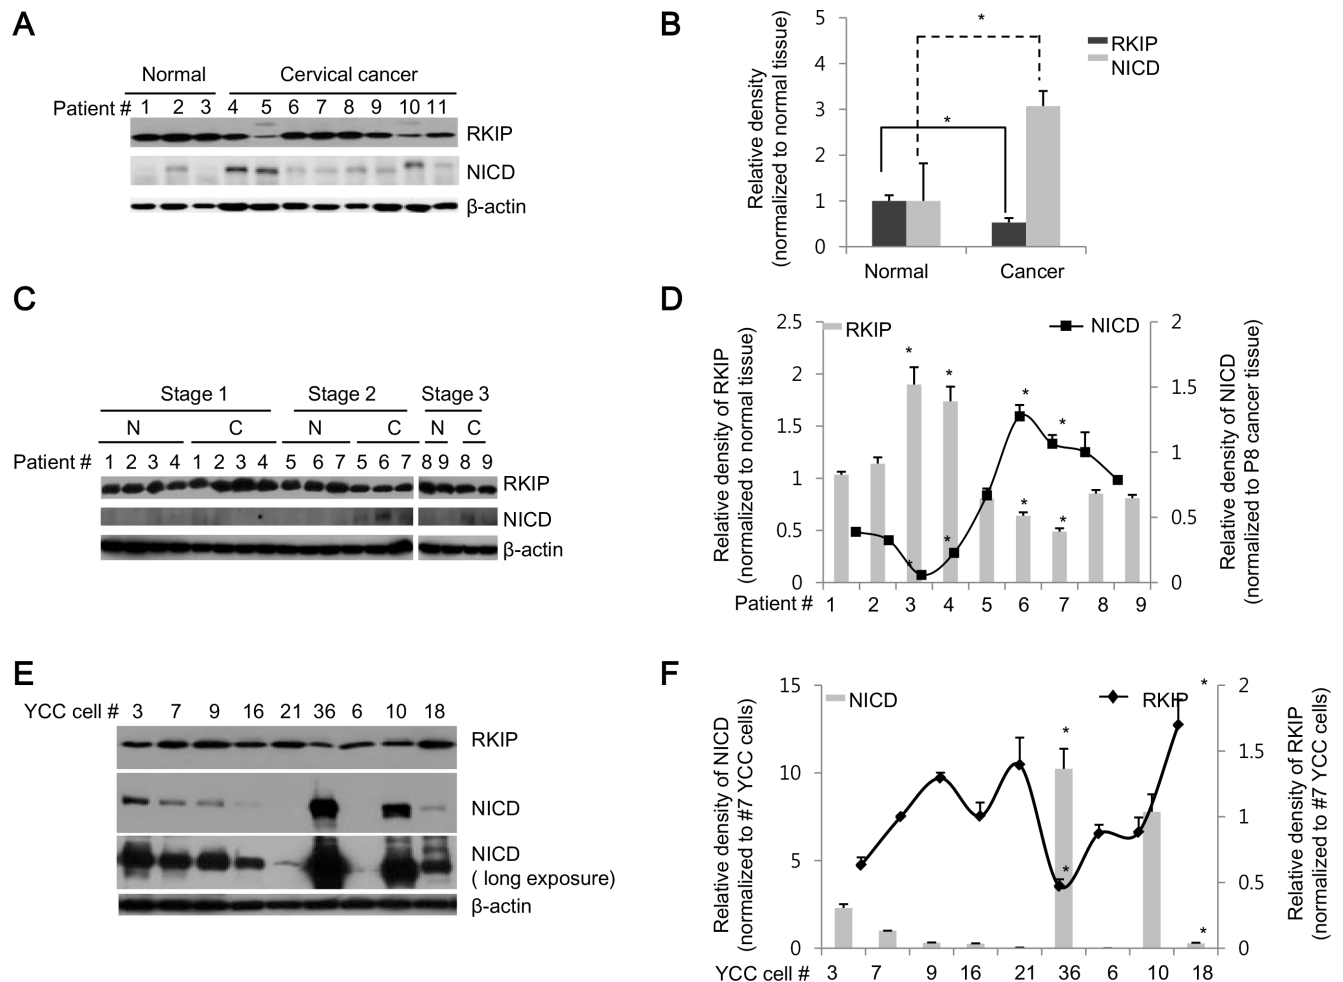 A
Normal Cervical cancer
Patient # 1 2 3 4 5 6 7 8 9 10 11
RKIP
NICD
β-actin
B
Relative density
(normalized to normal tissue)
5
4
3
2
1
0
*
*
RKIP
NICD
Normal Cancer
C
Stage 1 Stage 2 Stage 3
N C N C N C
Patient # 1 2 3 4 1 2 3 4 5 6 7 5 6 7 8 9 8 9
RKIP
NICD
β-actin
D
Relative density of RKIP
(normalized to normal tissue)
2.5
2
1.5
1
0.5
0
RKIP
NICD
* * * * * * * *
2
1.5
1
0.5
0
Relative density of NICD
(normalized to P8 cancer tissue)
Patient # 1 2 3 4 5 6 7 8 9
E
YCC cell # 3 7 9 16 21 36 6 10 18
RKIP
NICD
NICD
( long exposure)
β-actin
F
Relative density of NICD
(normalized to #7 YCC cells)
15
10
5
0
NICD
RKIP
* * * *
2
1.5
1
0.5
0
Relative density of RKIP
(normalized to #7 YCC cells)
YCC cell # 3 7 9 16 21 36 6 10 18